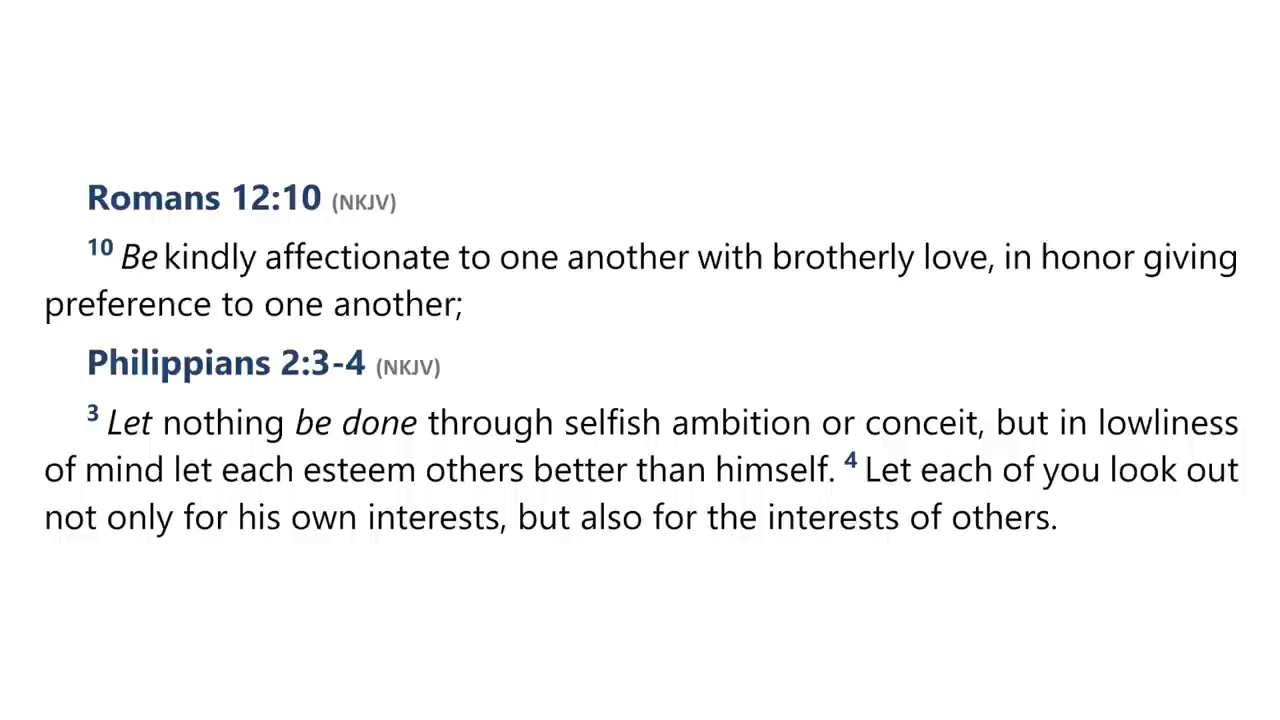 Romans 12:10 (NKJV)
10 Be kindly affectionate to one another with brotherly love, in honor giving
preference to one another;
Philippians 2:3-4 (NKJV)
3 Let nothing be done through selfish ambition or conceit, but in lowliness
of mind let each esteem others better than himself. 4 Let each of you look out
not only for his own interests, but also for the interests of others.